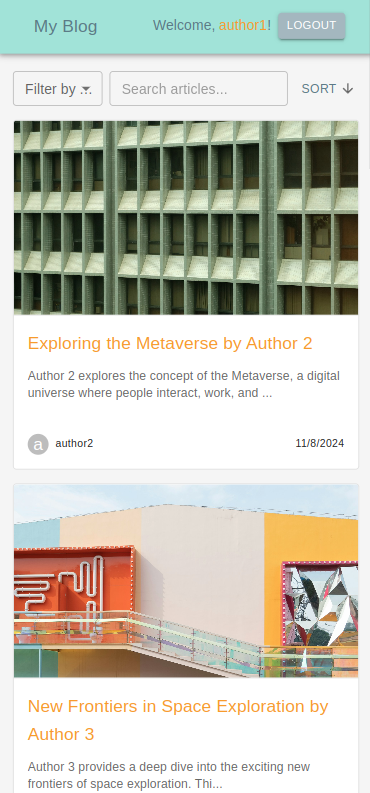 My Blog
Welcome, author1!
LOGOUT
Filter by ...
Search articles...
SORT
Exploring the Metaverse by Author 2
Author 2 explores the concept of the Metaverse, a digital
universe where people interact, work, and ...
a
author2
11/8/2024
New Frontiers in Space Exploration by
Author 3
Author 3 provides a deep dive into the exciting new
frontiers of space exploration. Thi...